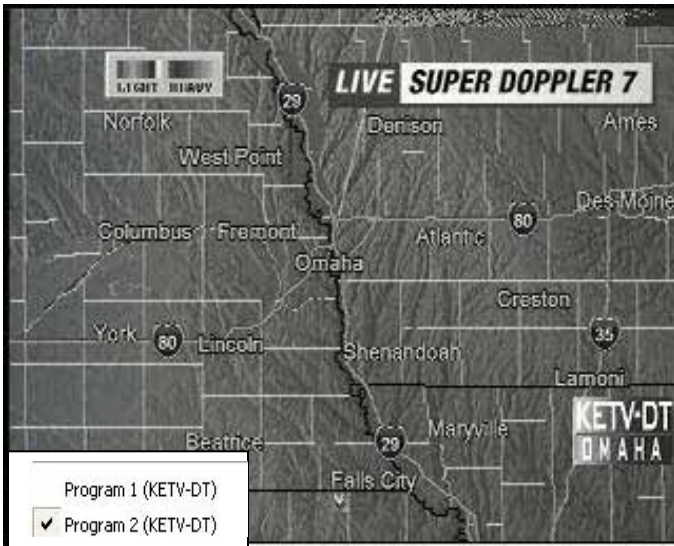 LIVE SUPER DOPPLER 7
LIGHT HEAVY
29
Norfolk
Denison
Ames
West Point
Des Moine
Columbus
Fremont
Atlantic
80
Omaha
Creston
York
80
Lincoln
35
Shenandoah
Lamoni
KETV·DT
OMAHA
Beatrice
29
Maryville
Falls City
Program 1 (KETV-DT)
✔ Program 2 (KETV-DT)